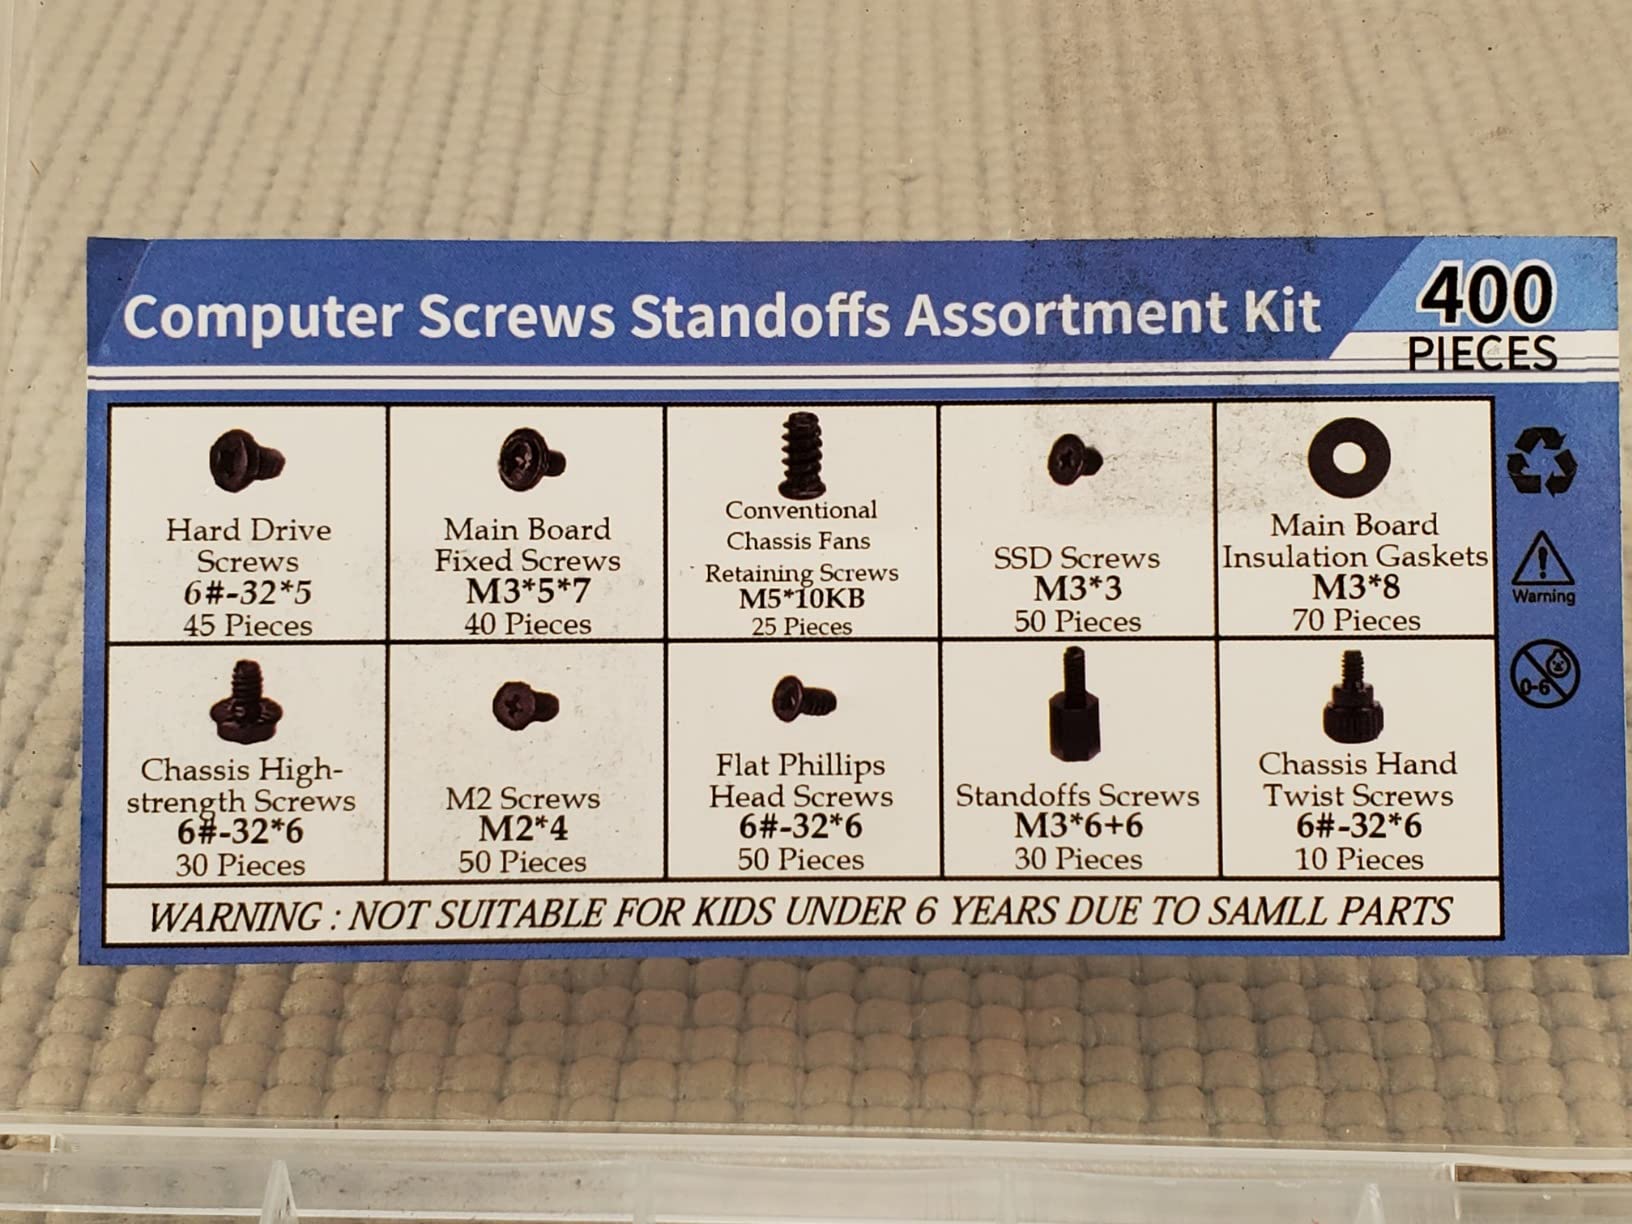 Computer Screws Standoffs Assortment Kit
400
PIECES
Hard Drive
Screws
6#-32*5
45 Pieces
Main Board
Fixed Screws
M3*5*7
40 Pieces
Conventional
Chassis Fans
Retaining Screws
M5*10KB
25 Pieces
SSD Screws
M3*3
50 Pieces
Main Board
Insulation Gaskets
M3*8
70 Pieces
Chassis High-
strength Screws
6#-32*6
30 Pieces
M2 Screws
M2*4
50 Pieces
Flat Phillips
Head Screws
6#-32*6
50 Pieces
Standoffs Screws
M3*6+6
30 Pieces
Chassis Hand
Twist Screws
6#-32*6
10 Pieces
Warning
0-6
WARNING : NOT SUITABLE FOR KIDS UNDER 6 YEARS DUE TO SAMLL PARTS